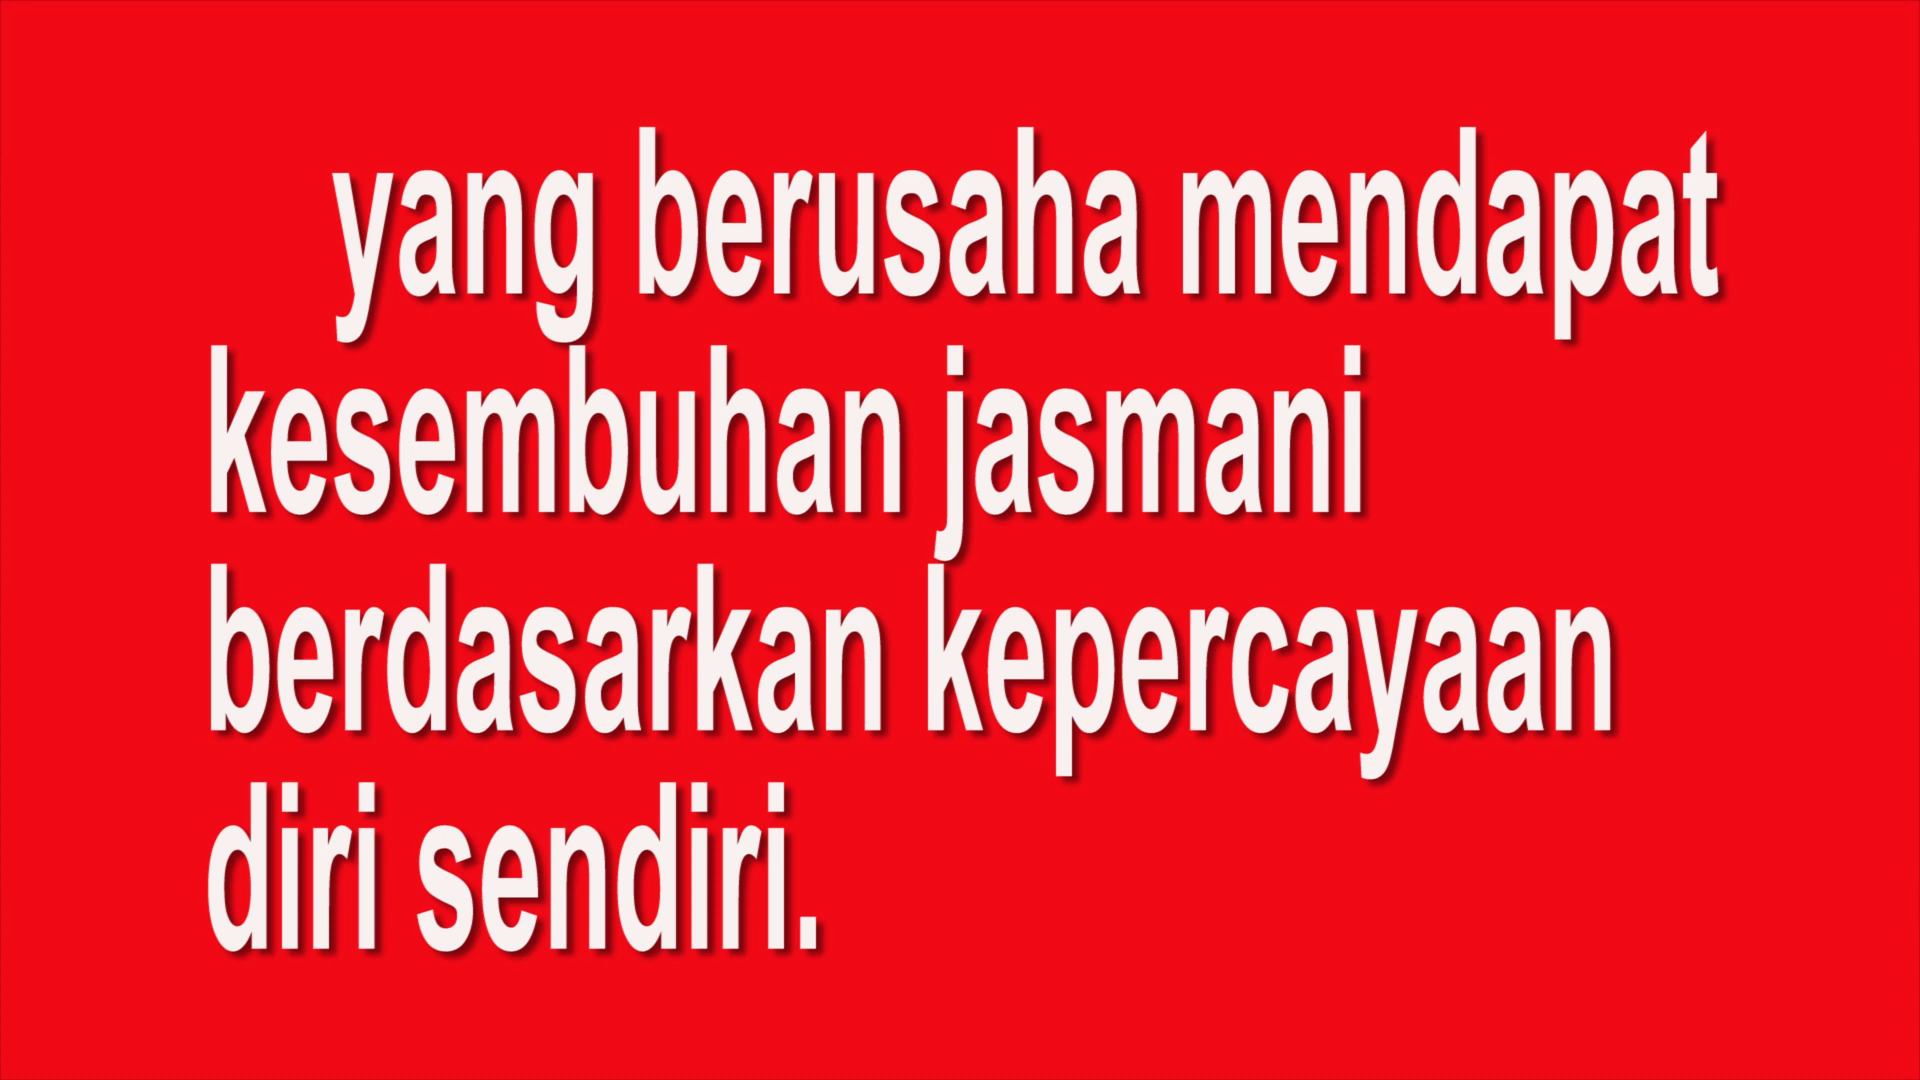 yang berusaha mendapat
kesembuhan jasmani
berdasarkan kepercayaan
diri sendiri.